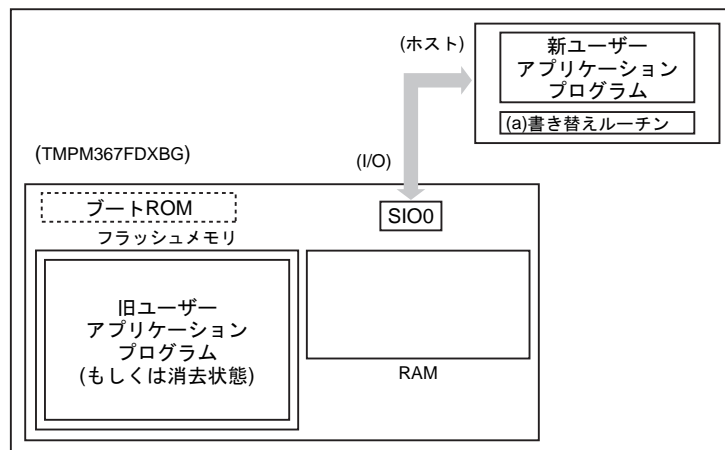 (ホスト)
新ユーザー
アプリケーション
プログラム
(a)書き替えルーチン
(TMPM367FDXBG)
(I/O)
ブートROM
SIO0
フラッシュメモリ
旧ユーザー
アプリケーション
プログラム
(もしくは消去状態)
RAM